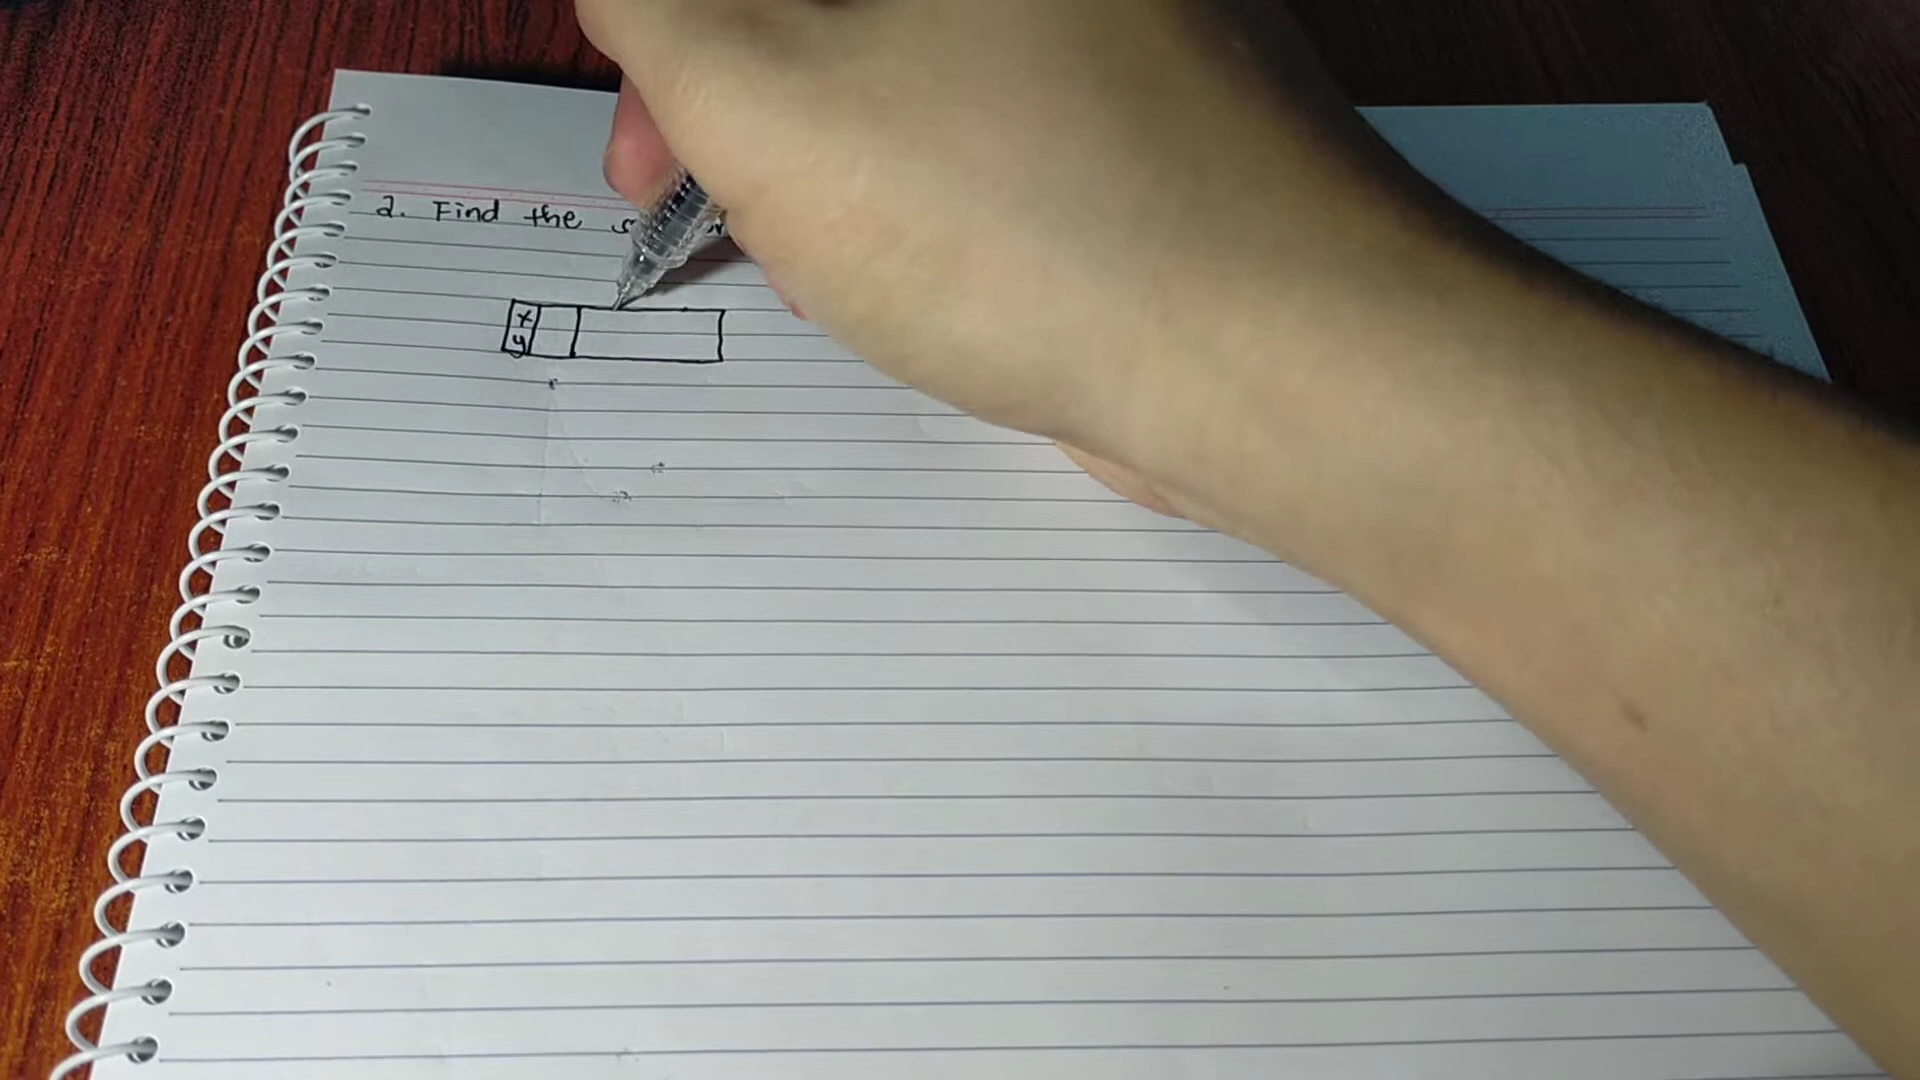 2. Find the
x
y